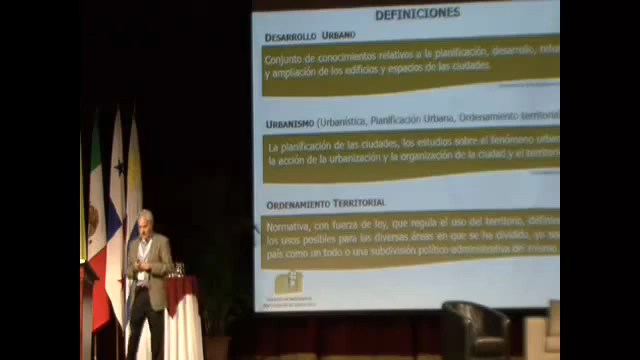 DEFINICIONES
DESARROLLO URBANO
Conjunto de conocimientos relativos a la planificación, desarrollo,
y ampliación de los edificios y espacios de las ciudades.
URBANISMO (Urbanística, Planificación Urbana, Ordenamiento territorial
La planificación de las ciudades, los estudios sobre el fenómeno urban
la acción de la urbanización y la organización de la ciudad y el territorio
ORDENAMIENTO TERRITORIAL
Normativa, con fuerza de ley, que regula el uso del territorio, definie
los usos posibles para las diversas áreas en que se ha dividido, ya
país como un todo o una subdivisión político-administrativa del mismo.